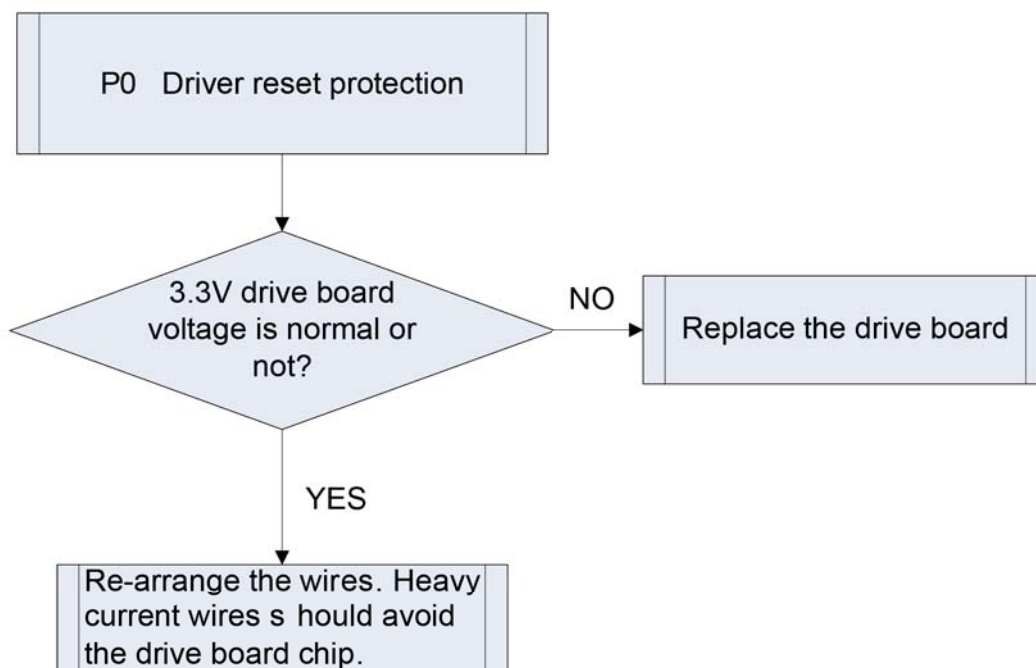 P0 Driver reset protection
3.3V drive board
voltage is normal or
not?
NO
Replace the drive board
YES
Re-arrange the wires. Heavy
current wires s hould avoid
the drive board chip.